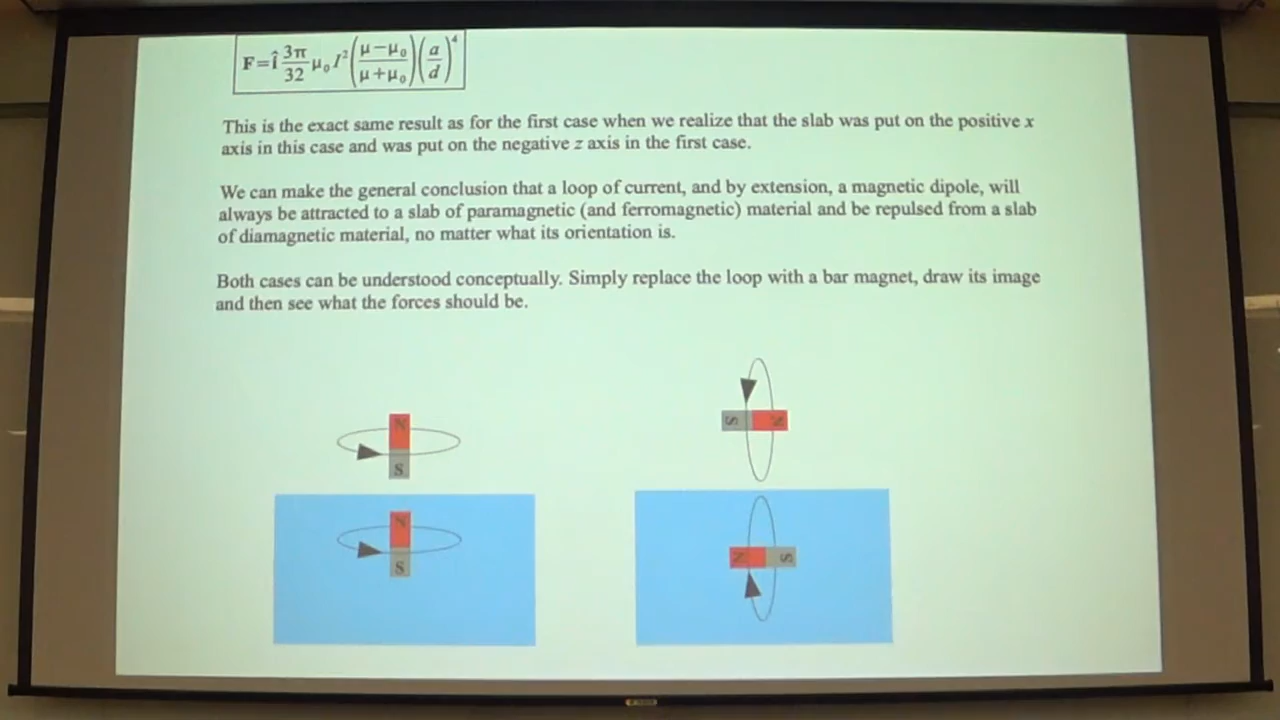 F=î 3π/32 μ₀ I² (μ−μ₀/μ+μ₀)(a/d)⁴
This is the exact same result as for the first case when we realize that the slab was put on the positive x
axis in this case and was put on the negative z axis in the first case.
We can make the general conclusion that a loop of current, and by extension, a magnetic dipole, will
always be attracted to a slab of paramagnetic (and ferromagnetic) material and be repulsed from a slab
of diamagnetic material, no matter what its orientation is.
Both cases can be understood conceptually. Simply replace the loop with a bar magnet, draw its image
and then see what the forces should be.
N
S
S N
N
S
N S